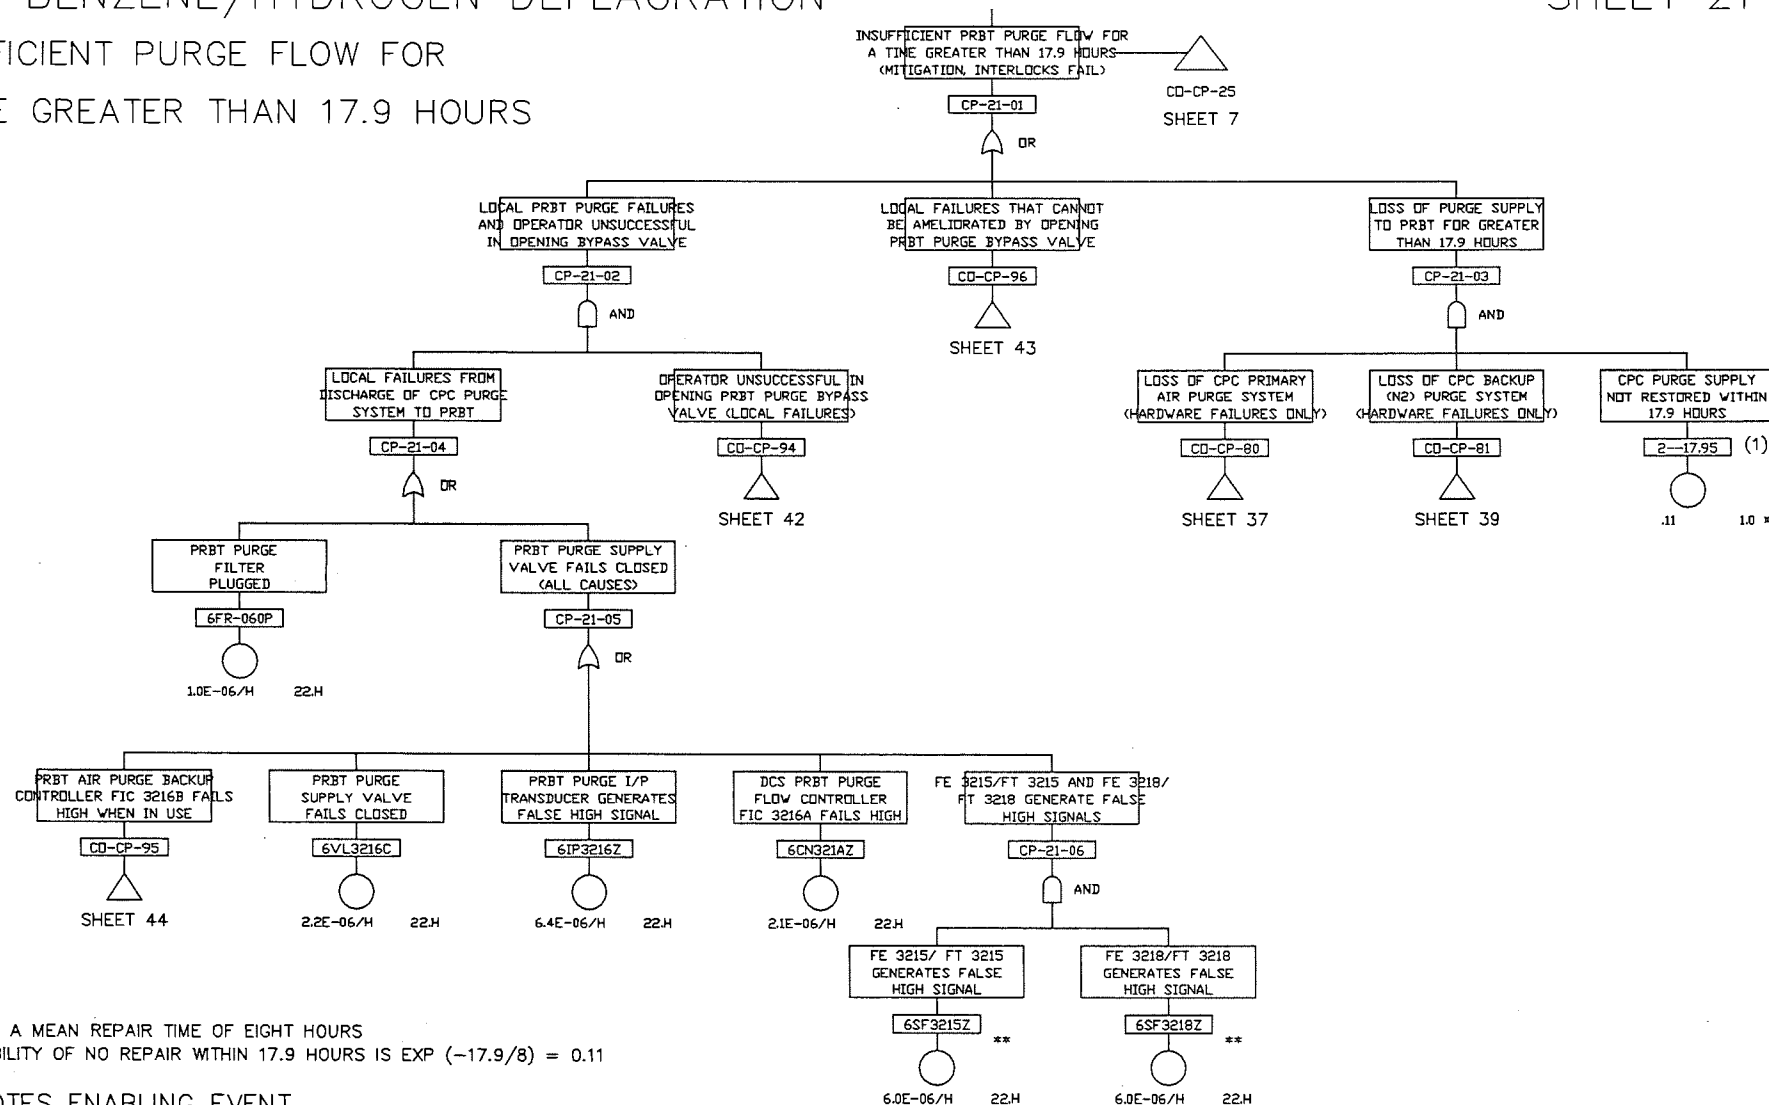 BENZENE/HYDROGEN DEFLAGRATION
SHEET 21
FICIENT PURGE FLOW FOR
E GREATER THAN 17.9 HOURS
INSUFFICIENT PRBT PURGE FLOW FOR
A TIME GREATER THAN 17.9 HOURS
(MITIGATION, INTERLOCKS FAIL)
CP-21-01
OR
CD-CP-25
SHEET 7
LOCAL PRBT PURGE FAILURES
AND OPERATOR UNSUCCESSFUL
IN OPENING BYPASS VALVE
CP-21-02
AND
LOCAL FAILURES THAT CANNOT
BE AMELIORATED BY OPENING
PRBT PURGE BYPASS VALVE
CD-CP-96
SHEET 43
LOSS OF PURGE SUPPLY
TO PRBT FOR GREATER
THAN 17.9 HOURS
CP-21-03
AND
LOCAL FAILURES FROM
DISCHARGE OF CPC PURGE
SYSTEM TO PRBT
CP-21-04
OR
OPERATOR UNSUCCESSFUL IN
OPENING PRBT PURGE BYPASS
VALVE (LOCAL FAILURES)
CD-CP-94
SHEET 42
LOSS OF CPC PRIMARY
AIR PURGE SYSTEM
(HARDWARE FAILURES ONLY)
CD-CP-80
SHEET 37
LOSS OF CPC BACKUP
(N2) PURGE SYSTEM
(HARDWARE FAILURES ONLY)
CD-CP-81
SHEET 39
CPC PURGE SUPPLY
NOT RESTORED WITHIN
17.9 HOURS
2--17.95 (1)
.11 1.0 *
PRBT PURGE
FILTER
PLUGGED
6FR-060P
1.0E-06/H 22.H
PRBT PURGE SUPPLY
VALVE FAILS CLOSED
(ALL CAUSES)
CP-21-05
OR
PRBT AIR PURGE BACKUP
CONTROLLER FIC 3216B FAILS
HIGH WHEN IN USE
CD-CP-95
SHEET 44
PRBT PURGE
SUPPLY VALVE
FAILS CLOSED
6VL3216C
2.2E-06/H 22.H
PRBT PURGE I/P
TRANSDUCER GENERATES
FALSE HIGH SIGNAL
6IP3216Z
6.4E-06/H 22.H
DCS PRBT PURGE
FLOW CONTROLLER
FIC 3216A FAILS HIGH
6CN321AZ
2.1E-06/H 22.H
FE 3215/FT 3215 AND FE 3218/
FT 3218 GENERATE FALSE
HIGH SIGNALS
CP-21-06
AND
FE 3215/ FT 3215
GENERATES FALSE
HIGH SIGNAL
6SF3215Z
**
6.0E-06/H 22.H
FE 3218/FT 3218
GENERATES FALSE
HIGH SIGNAL
6SF3218Z
**
6.0E-06/H 22.H
A MEAN REPAIR TIME OF EIGHT HOURS
BILITY OF NO REPAIR WITHIN 17.9 HOURS IS EXP (-17.9/8) = 0.11
OTES ENABLING EVENT